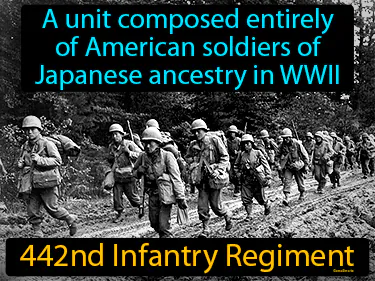 A unit composed entirely
of American soldiers of
Japanese ancestry in WWII
442nd Infantry Regiment